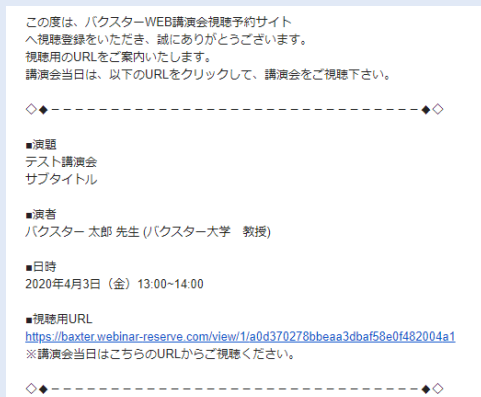 この度は、バクスターWEB講演会視聴予約サイト
へ視聴登録をいただき、誠にありがとうございます。
視聴用のURLをご案内いたします。
講演会当日は、以下のURLをクリックして、講演会をご視聴下さい。
◇◆－－－－－－－－－－－－－－－－－－－－－－－－－－－－－－－－◆◇
■演題
テスト講演会
サブタイトル
■演者
バクスター 太郎 先生 (バクスター大学　教授)
■日時
2020年4月3日（金）13:00~14:00
■視聴用URL
https://baxter.webinar-reserve.com/view/1/a0d370278bbeaa3dbaf58e0f482004a1
※講演会当日はこちらのURLからご視聴ください。
◇◆－－－－－－－－－－－－－－－－－－－－－－－－－－－－－－－－◆◇